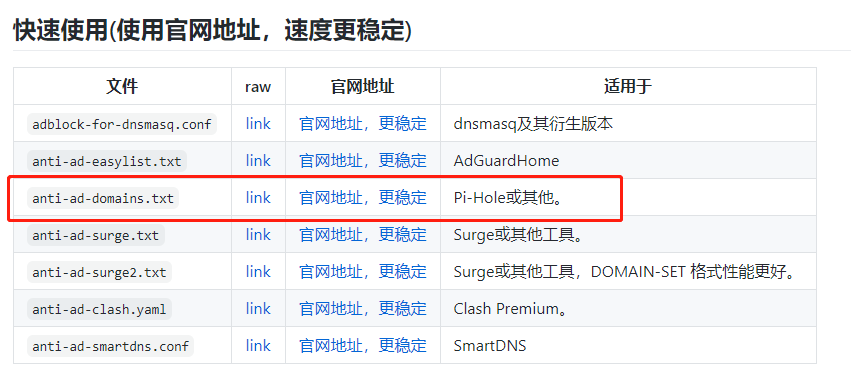 快速使用(使用官网地址，速度更稳定)
文件 raw 官网地址 适用于
adblock-for-dnsmasq.conf link 官网地址，更稳定 dnsmasq及其衍生版本
anti-ad-easylist.txt link 官网地址，更稳定 AdGuardHome
anti-ad-domains.txt link 官网地址，更稳定 Pi-Hole或其他。
anti-ad-surge.txt link 官网地址，更稳定 Surge或其他工具。
anti-ad-surge2.txt link 官网地址，更稳定 Surge或其他工具，DOMAIN-SET 格式性能更好。
anti-ad-clash.yaml link 官网地址，更稳定 Clash Premium。
anti-ad-smartdns.conf link 官网地址，更稳定 SmartDNS